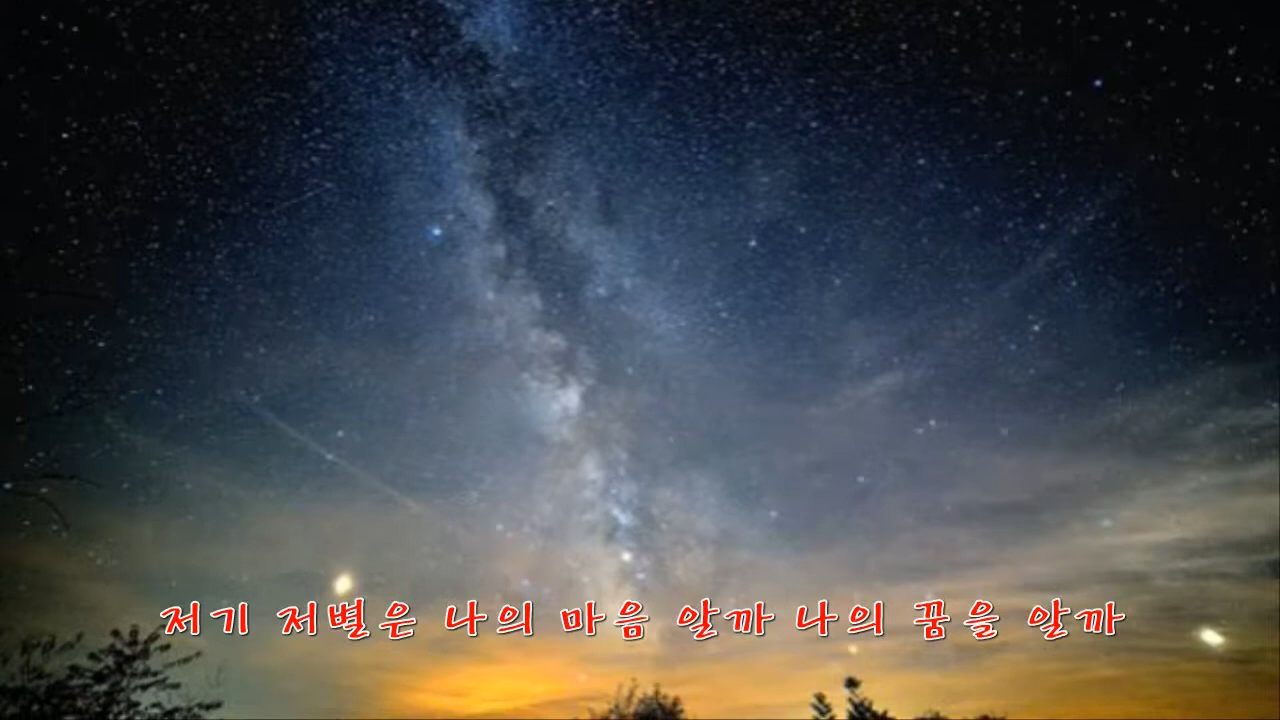 저기 저별은 나의 마음 알까 나의 꿈을 알까